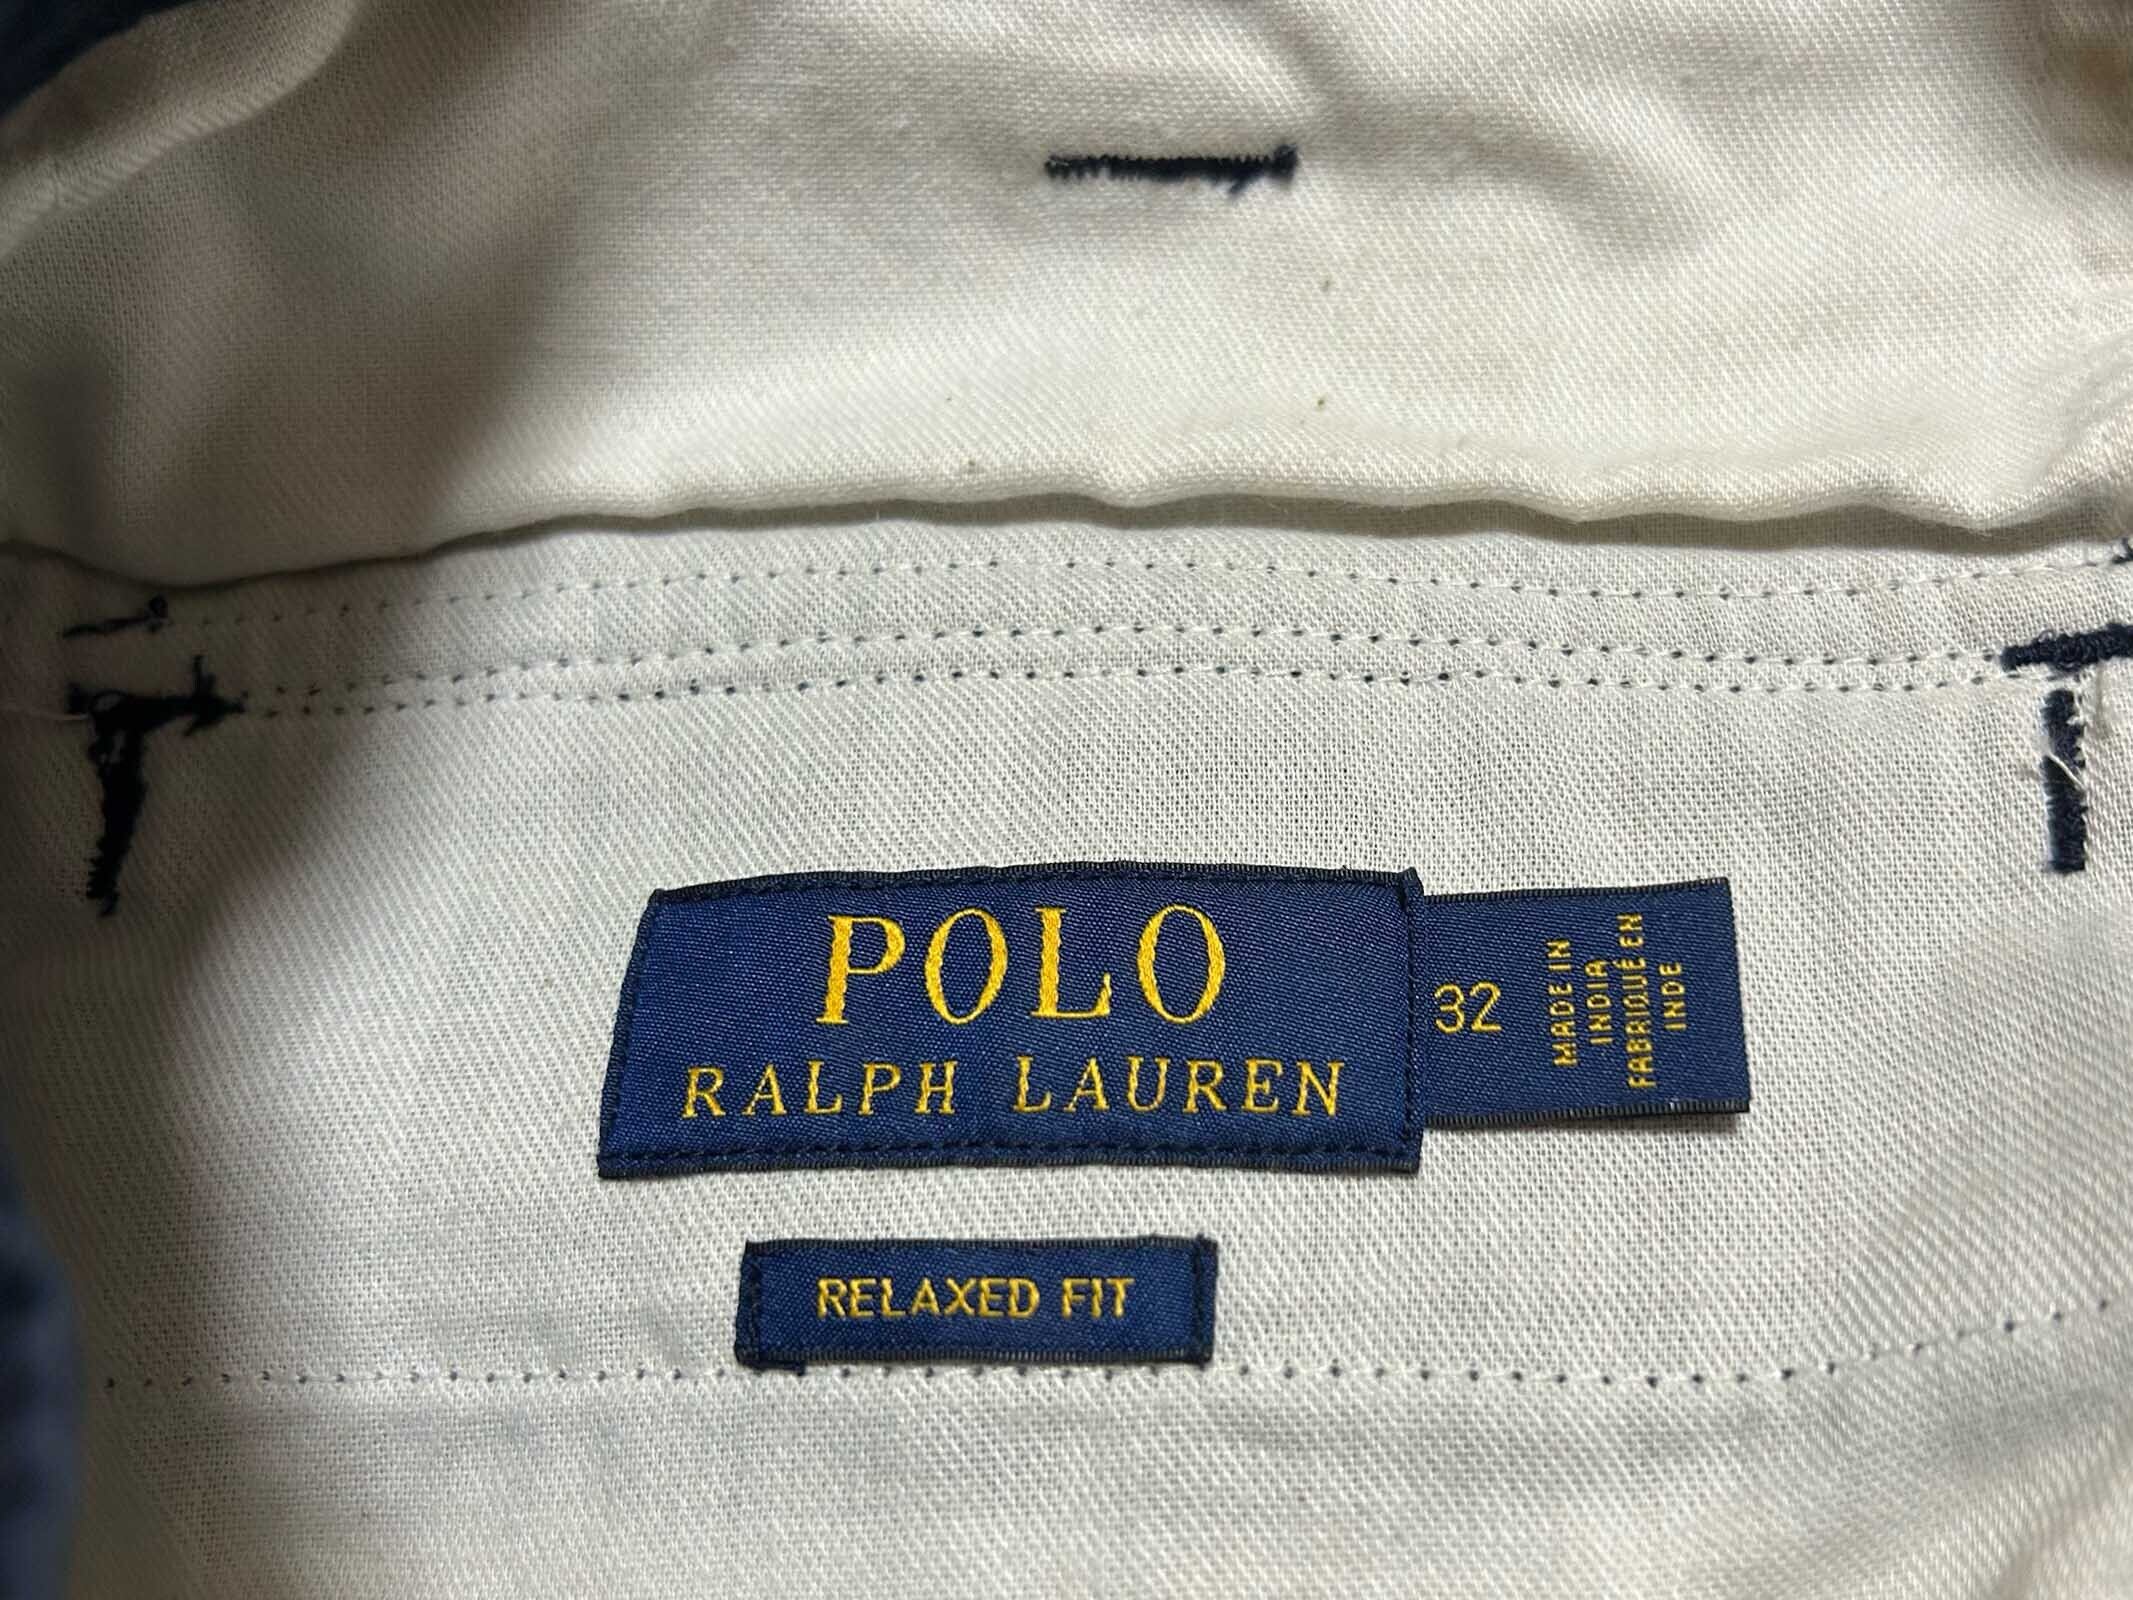 POLO
RALPH LAUREN
32
MADE IN
INDIA
FABRIQUÉ EN
INDE
RELAXED FIT